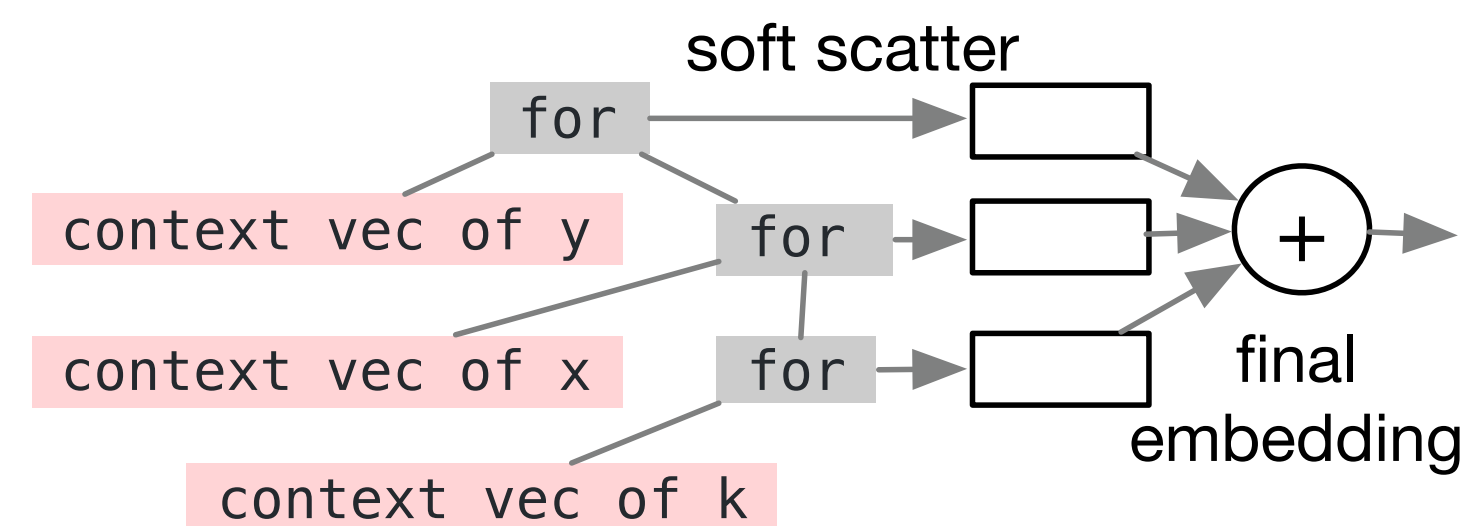 soft scatter
for
context vec of y
for
+
context vec of x
for
final
embedding
context vec of k